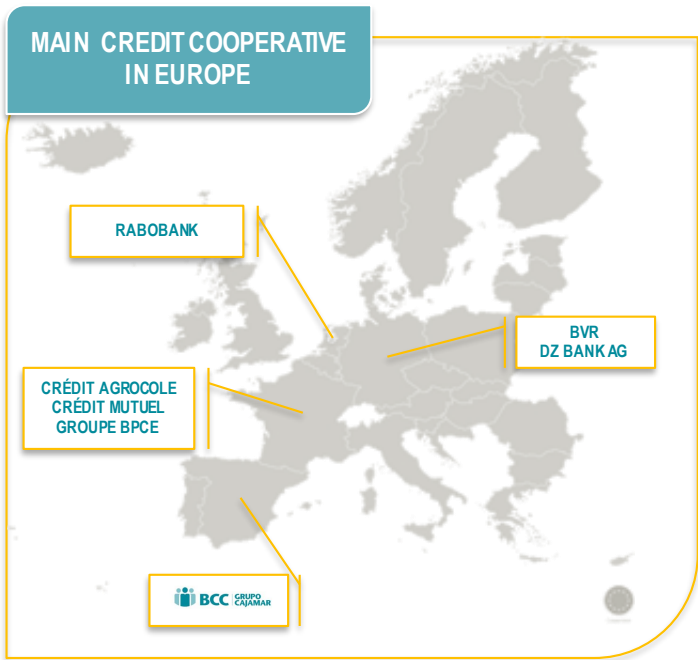 MAIN CREDIT COOPERATIVE
IN EUROPE
RABOBANK
BVR
DZ BANK AG
CRÉDIT AGROCOLE
CRÉDIT MUTUEL
GROUPE BPCE
BCC GRUPO
CAJAMAR